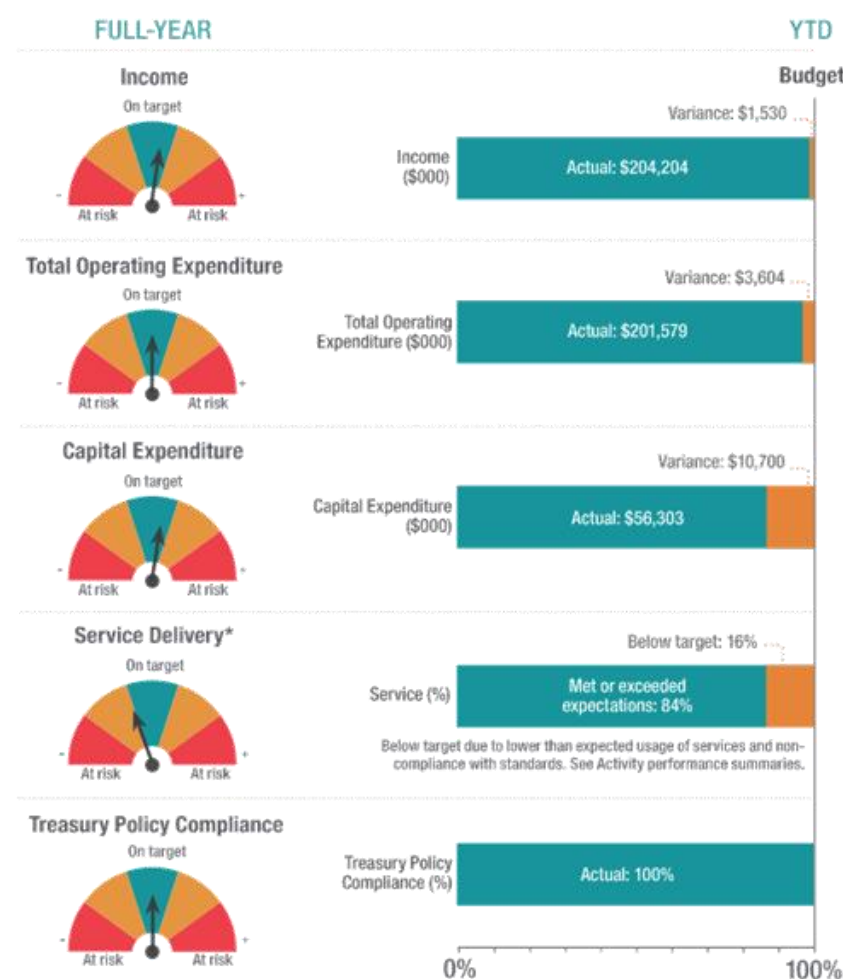 FULL-YEAR
YTD
Budget
Income
On target
-
+
At risk
At risk
Income
($000)
Variance: $1,530
Actual: $204,204
Total Operating Expenditure
On target
-
+
At risk
At risk
Total Operating
Expenditure ($000)
Variance: $3,604
Actual: $201,579
Capital Expenditure
On target
-
+
At risk
At risk
Capital Expenditure
($000)
Variance: $10,700
Actual: $56,303
Service Delivery*
On target
-
+
At risk
At risk
Service (%)
Below target: 16%
Met or exceeded
expectations: 84%
Below target due to lower than expected usage of services and non-
compliance with standards. See Activity performance summaries.
Treasury Policy Compliance
On target
-
+
At risk
At risk
Treasury Policy
Compliance (%)
Actual: 100%
0%
100%